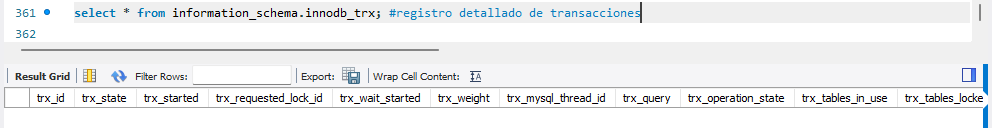 361 select * from information_schema.innodb_trx; #registro detallado de transacciones
362
Result Grid Filter Rows: Export: Wrap Cell Content: IA
trx_id trx_state trx_started trx_requested_lock_id trx_wait_started trx_weight trx_mysql_thread_id trx_query trx_operation_state trx_tables_in_use trx_tables_locke